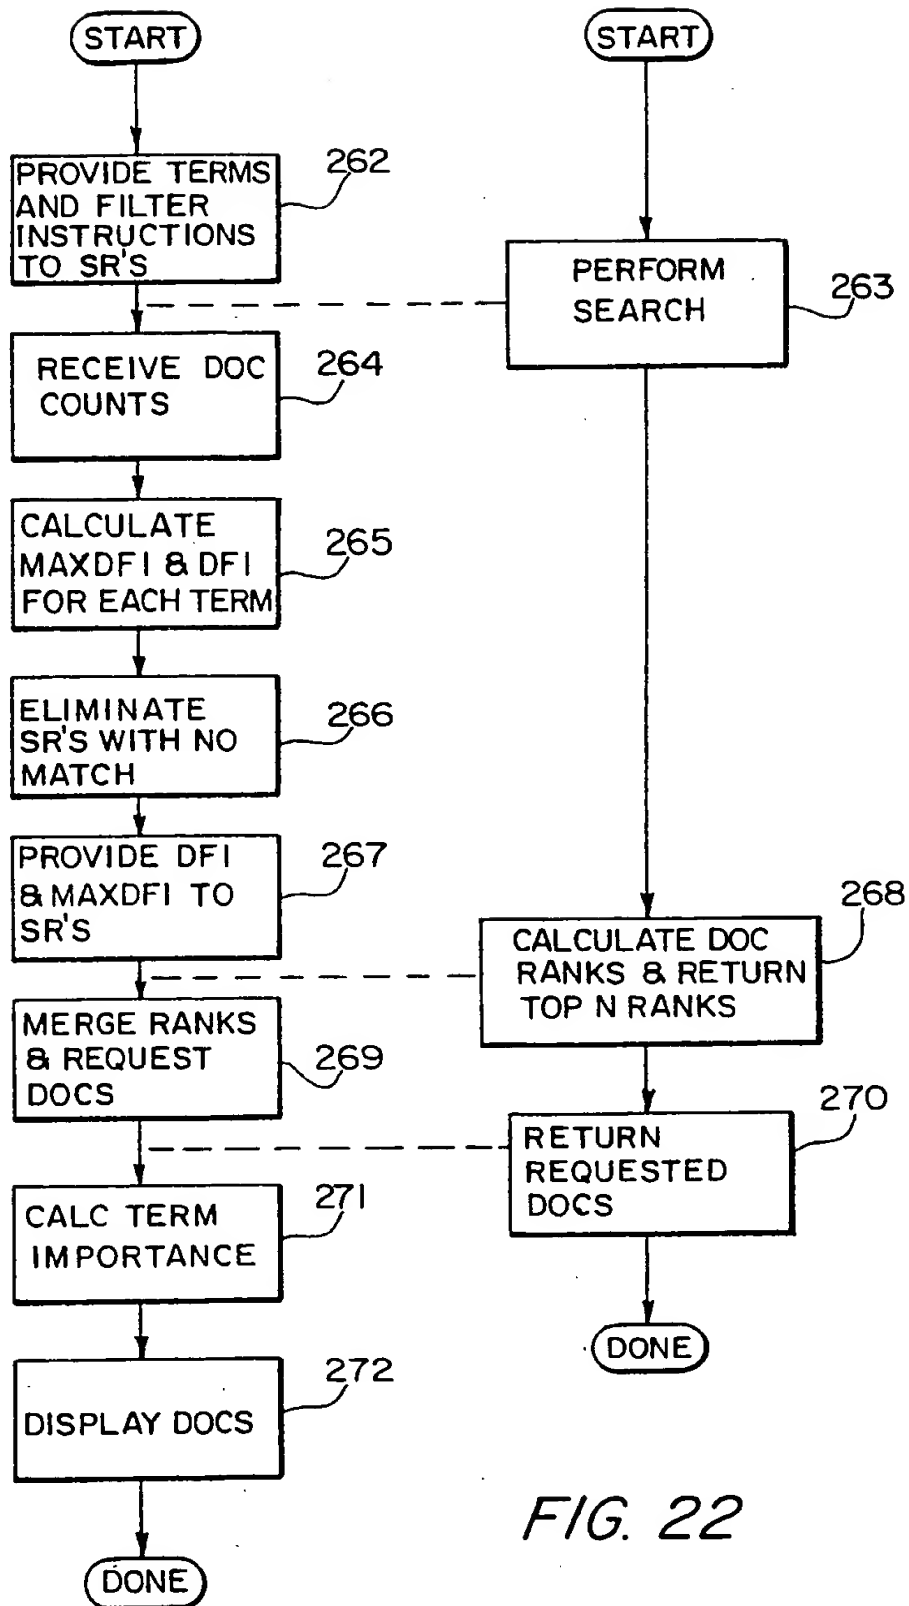 START
PROVIDE TERMS
AND FILTER
INSTRUCTIONS
TO SR'S
262
RECEIVE DOC
COUNTS
264
CALCULATE
MAXDFI & DFI
FOR EACH TERM
265
ELIMINATE
SR'S WITH NO
MATCH
266
PROVIDE DFI
& MAXDFI TO
SR'S
267
MERGE RANKS
& REQUEST
DOCS
269
CALC TERM
IMPORTANCE
271
DISPLAY DOCS
272
DONE
START
PERFORM
SEARCH
263
CALCULATE DOC
RANKS & RETURN
TOP N RANKS
268
RETURN
REQUESTED
DOCS
270
DONE
FIG. 22